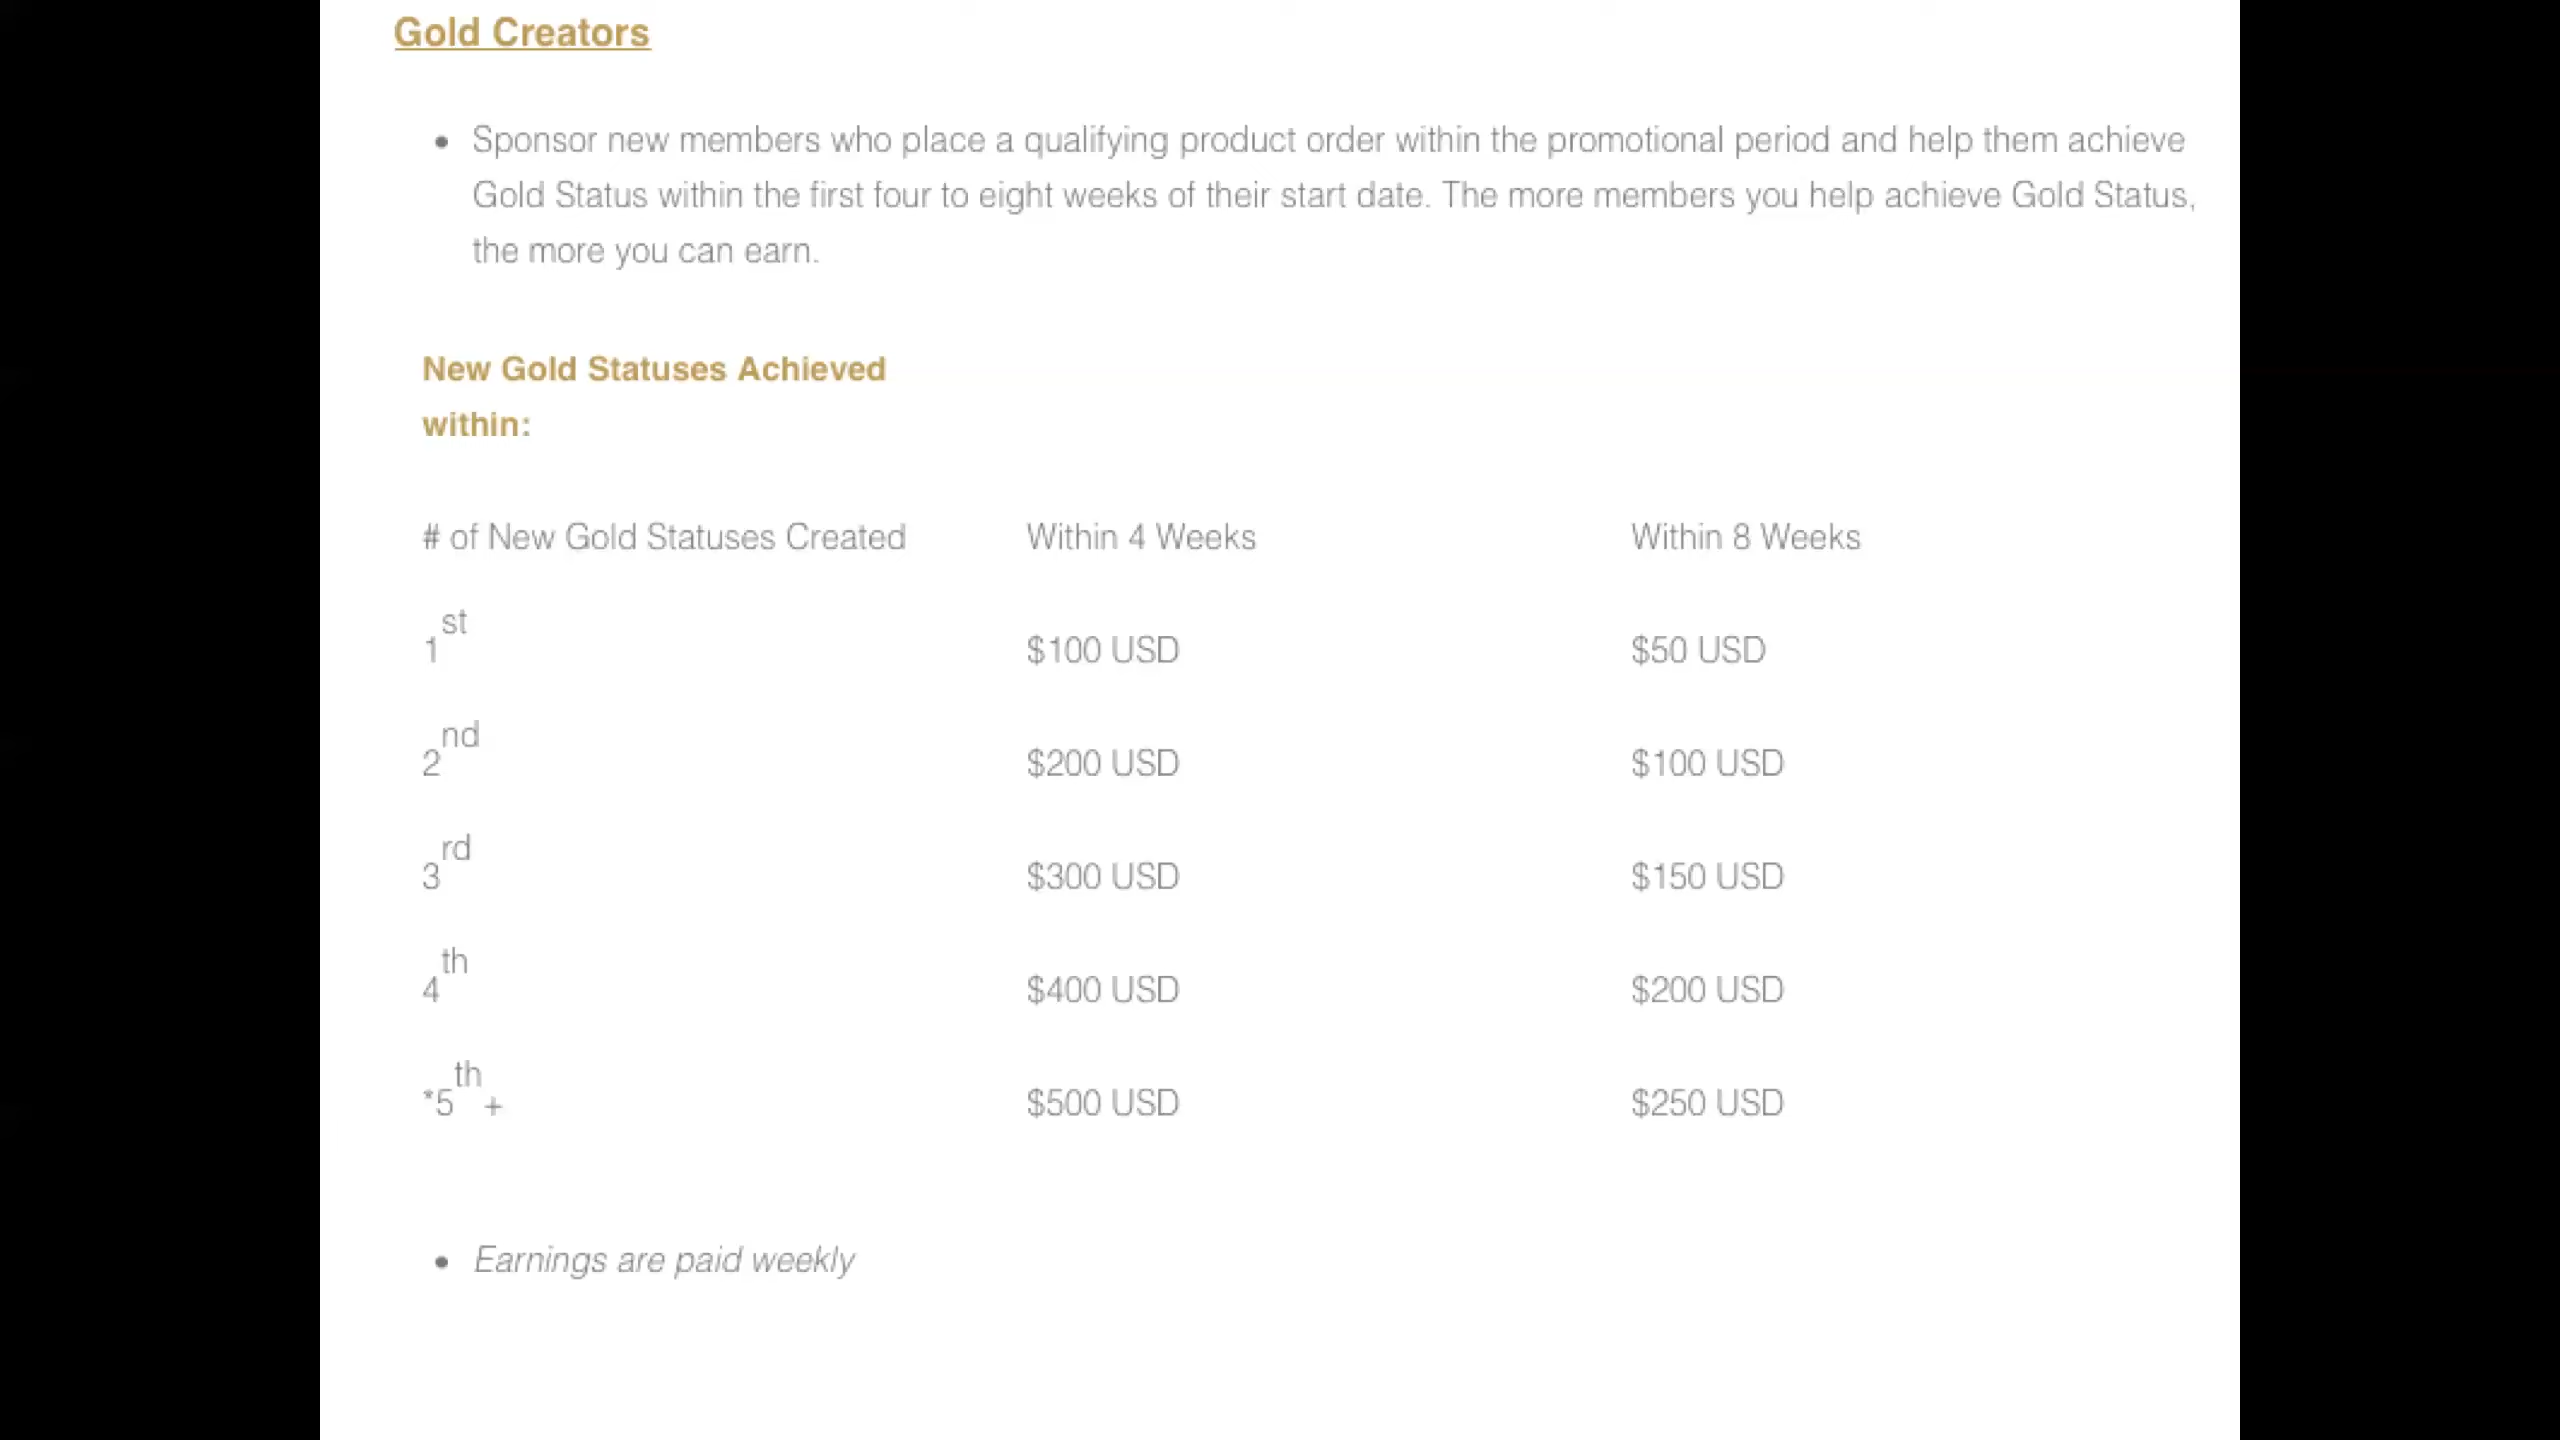 Gold Creators
• Sponsor new members who place a qualifying product order within the promotional period and help them achieve
Gold Status within the first four to eight weeks of their start date. The more members you help achieve Gold Status,
the more you can earn.
New Gold Statuses Achieved
within:
# of New Gold Statuses Created Within 4 Weeks Within 8 Weeks
1st $100 USD $50 USD
2nd $200 USD $100 USD
3rd $300 USD $150 USD
4th $400 USD $200 USD
*5th+ $500 USD $250 USD
• Earnings are paid weekly